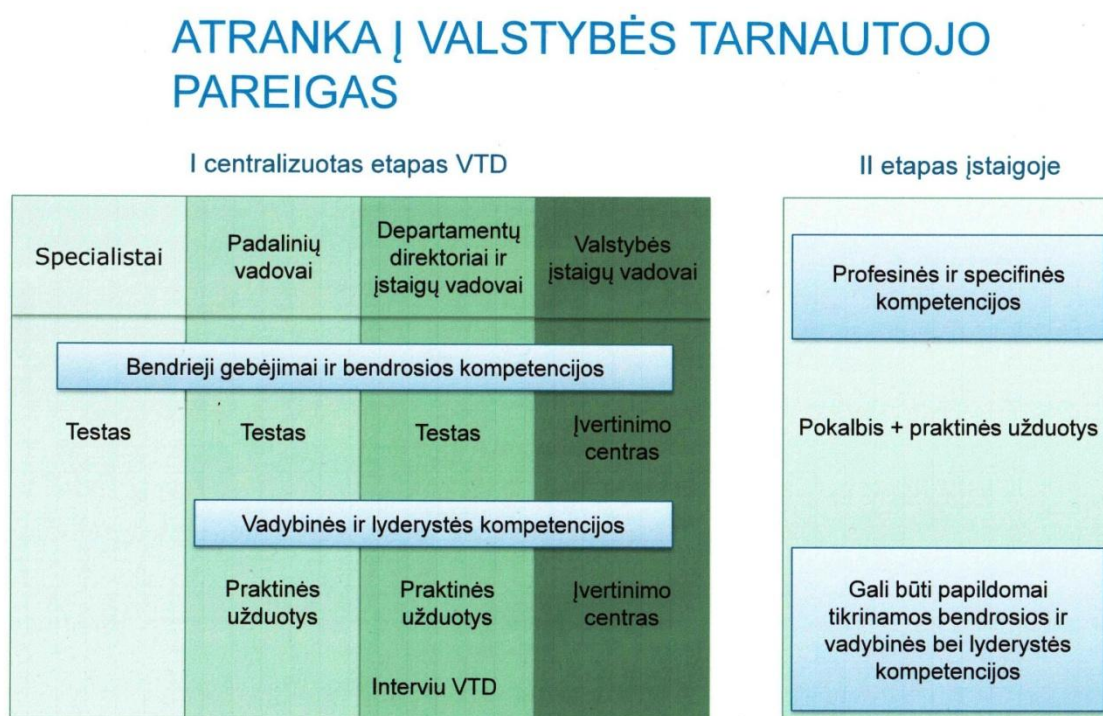 ATRANKA Į VALSTYBĖS TARNAUTOJO
PAREIGAS
I centralizuotas etapas VTD
Specialistai
Padalinių
vadovai
Departamentų
direktoriai ir
įstaigų vadovai
Valstybės
įstaigų vadovai
Bendrieji gebėjimai ir bendrosios kompetencijos
Testas
Testas
Testas
Įvertinimo
centras
Vadybinės ir lyderystės kompetencijos
Praktinės
užduotys
Praktinės
užduotys
Įvertinimo
centras
Interviu VTD
II etapas įstaigoje
Profesinės ir specifinės
kompetencijos
Pokalbis + praktinės užduotys
Gali būti papildomai
tikrinamos bendrosios ir
vadybinės bei lyderystės
kompetencijos